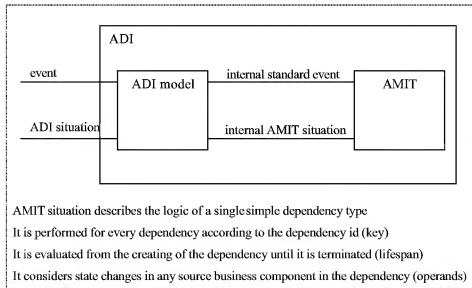 ADI
event
ADI model
internal standard event
AMIT
ADI situation
internal AMIT situation
AMIT situation describes the logic of a single simple dependency type
It is performed for every dependency according to the dependency id (key)
It is evaluated from the creating of the dependency until it is terminated (lifespan)
It considers state changes in any source business component in the dependency (operands)